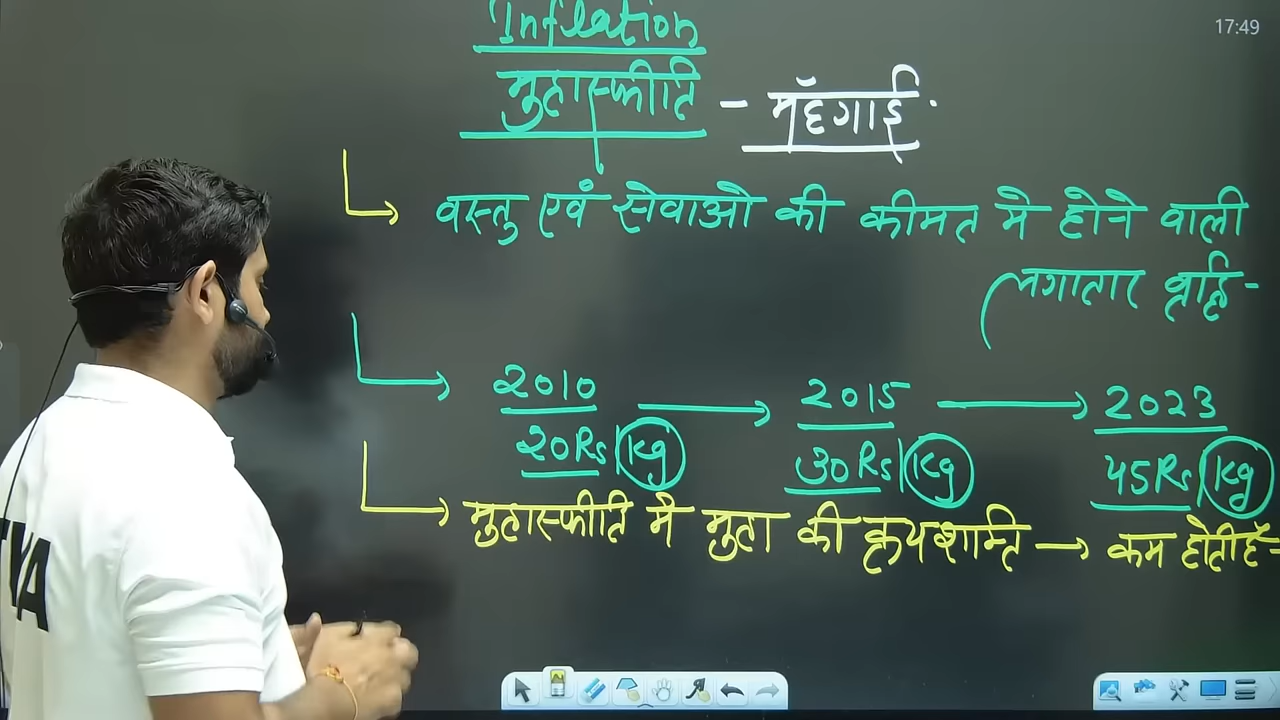 17:49
Inflation
मुद्रास्फीति - मॅहगाई
वस्तु एवं सेवाओ की कीमत मे होने वाली
लगातार वृद्धि-
2010 → 2015 → 2023
20Rs|Kg 30Rs|Kg 45Rs|Kg
मुद्रास्फीति मे मुद्रा की क्रयशक्ति → कम होती है-
YA